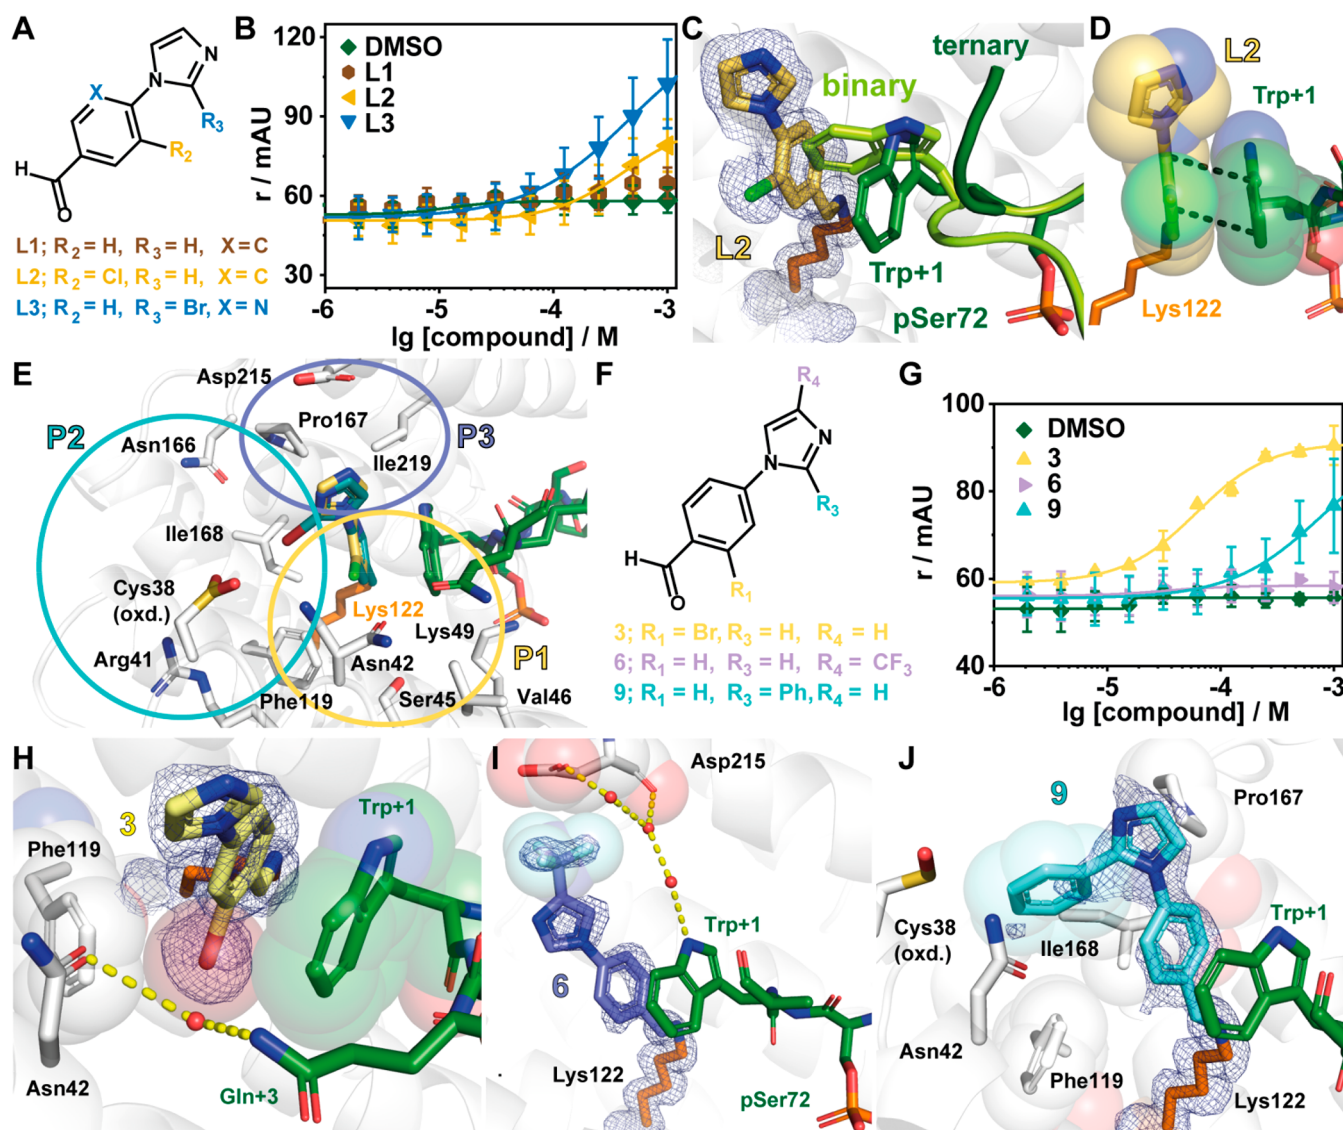 A
N
N
X
R3
R2
H
O
L1; R2 = H, R3 = H, X = C
L2; R2 = Cl, R3 = H, X = C
L3; R2 = H, R3 = Br, X = N
B
120
90
60
30
r / mAU
DMSO
L1
L2
L3
-6 -5 -4 -3
lg [compound] / M
C
ternary
binary
L2
Trp+1
pSer72
D
L2
Trp+1
Lys122
E
Asp215
P2
Pro167
P3
Asn166
Ile219
Ile168
Cys38
(oxd.)
Lys122
Lys49
Arg41
Asn42
P1
Phe119
Ser45
Val46
F
R4
N
N
R3
H
O
R1
3; R1 = Br, R3 = H, R4 = H
6; R1 = H, R3 = H, R4 = CF3
9; R1 = H, R3 = Ph, R4 = H
G
100
80
60
40
r / mAU
DMSO
3
6
9
-6 -5 -4 -3
lg [compound] / M
H
3
Trp+1
Phe119
Asn42
Gln+3
I
Asp215
Trp+1
6
Lys122
pSer72
J
9
Pro167
Cys38
(oxd.)
Ile168
Trp+1
Asn42
Phe119
Lys122